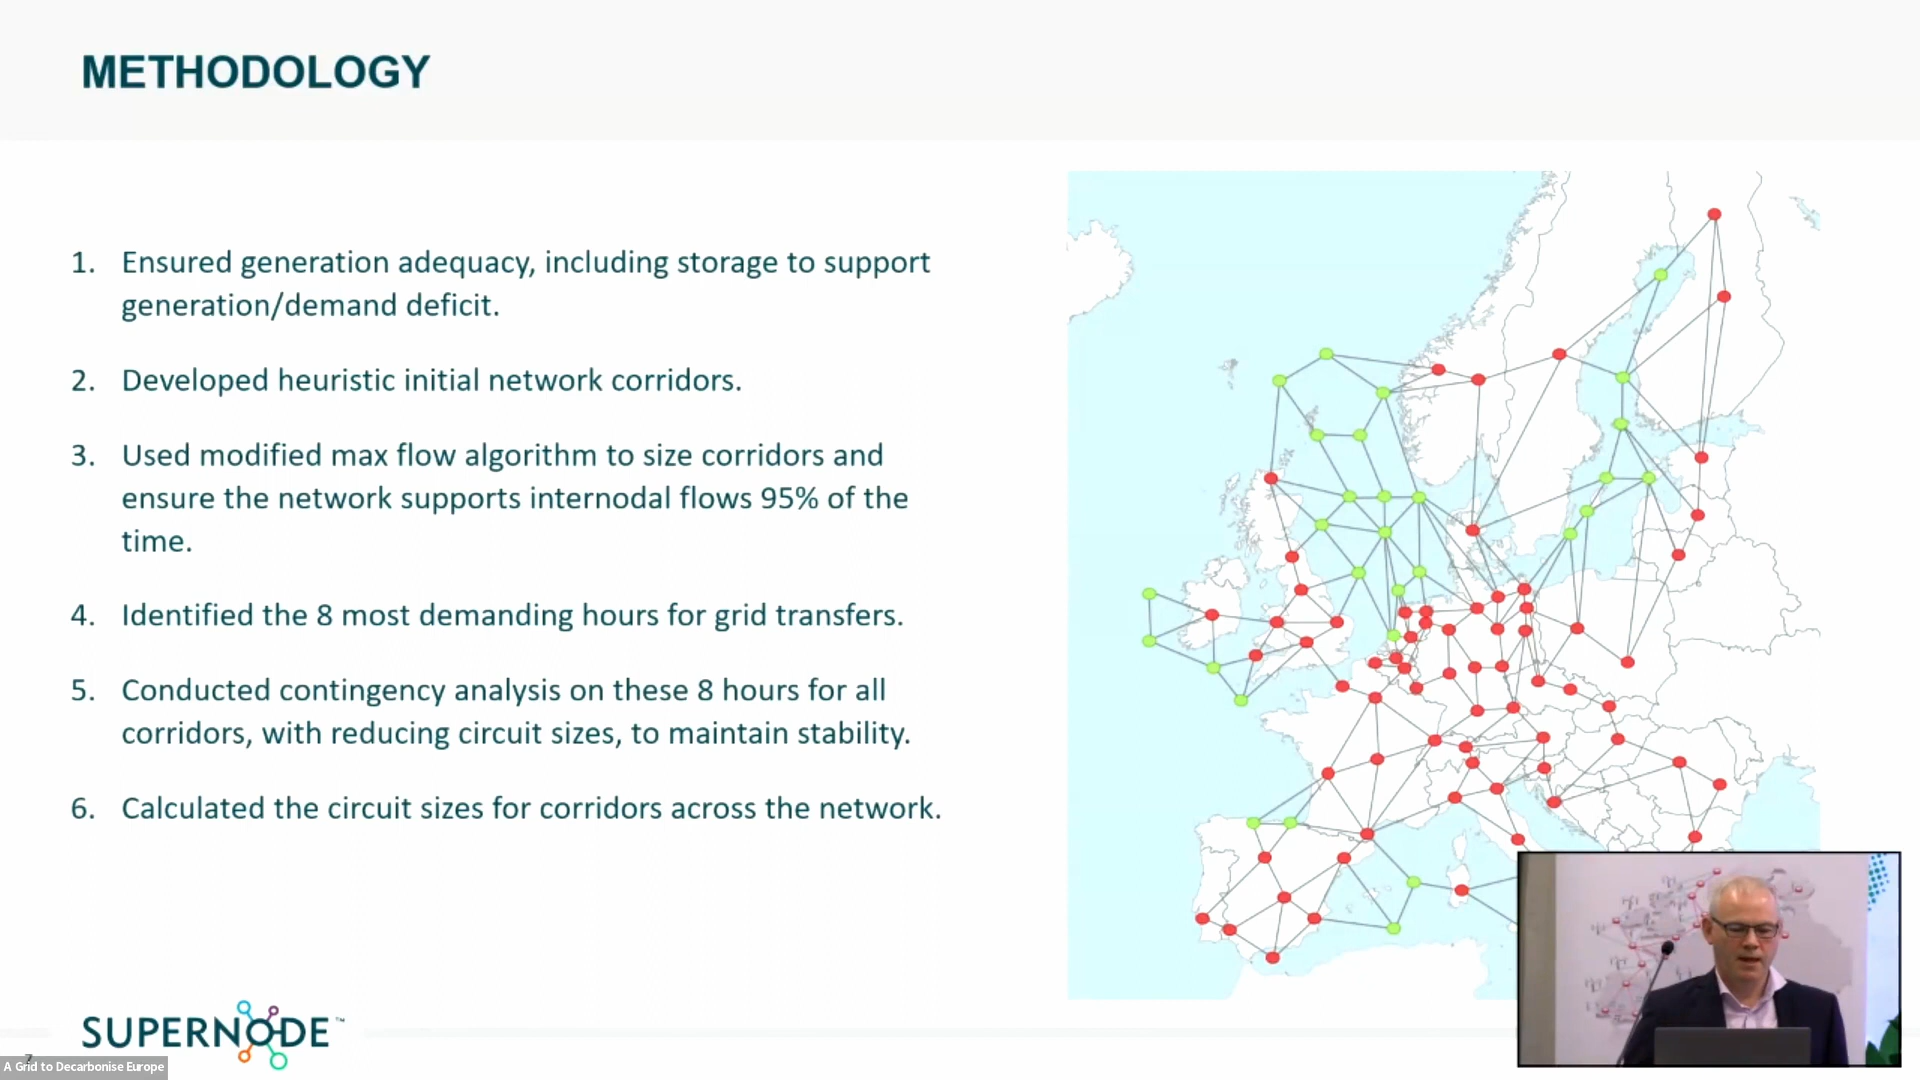 METHODOLOGY
1. Ensured generation adequacy, including storage to support
generation/demand deficit.
2. Developed heuristic initial network corridors.
3. Used modified max flow algorithm to size corridors and
ensure the network supports internodal flows 95% of the
time.
4. Identified the 8 most demanding hours for grid transfers.
5. Conducted contingency analysis on these 8 hours for all
corridors, with reducing circuit sizes, to maintain stability.
6. Calculated the circuit sizes for corridors across the network.
SUPERNODE™
7
A Grid to Decarbonise Europe